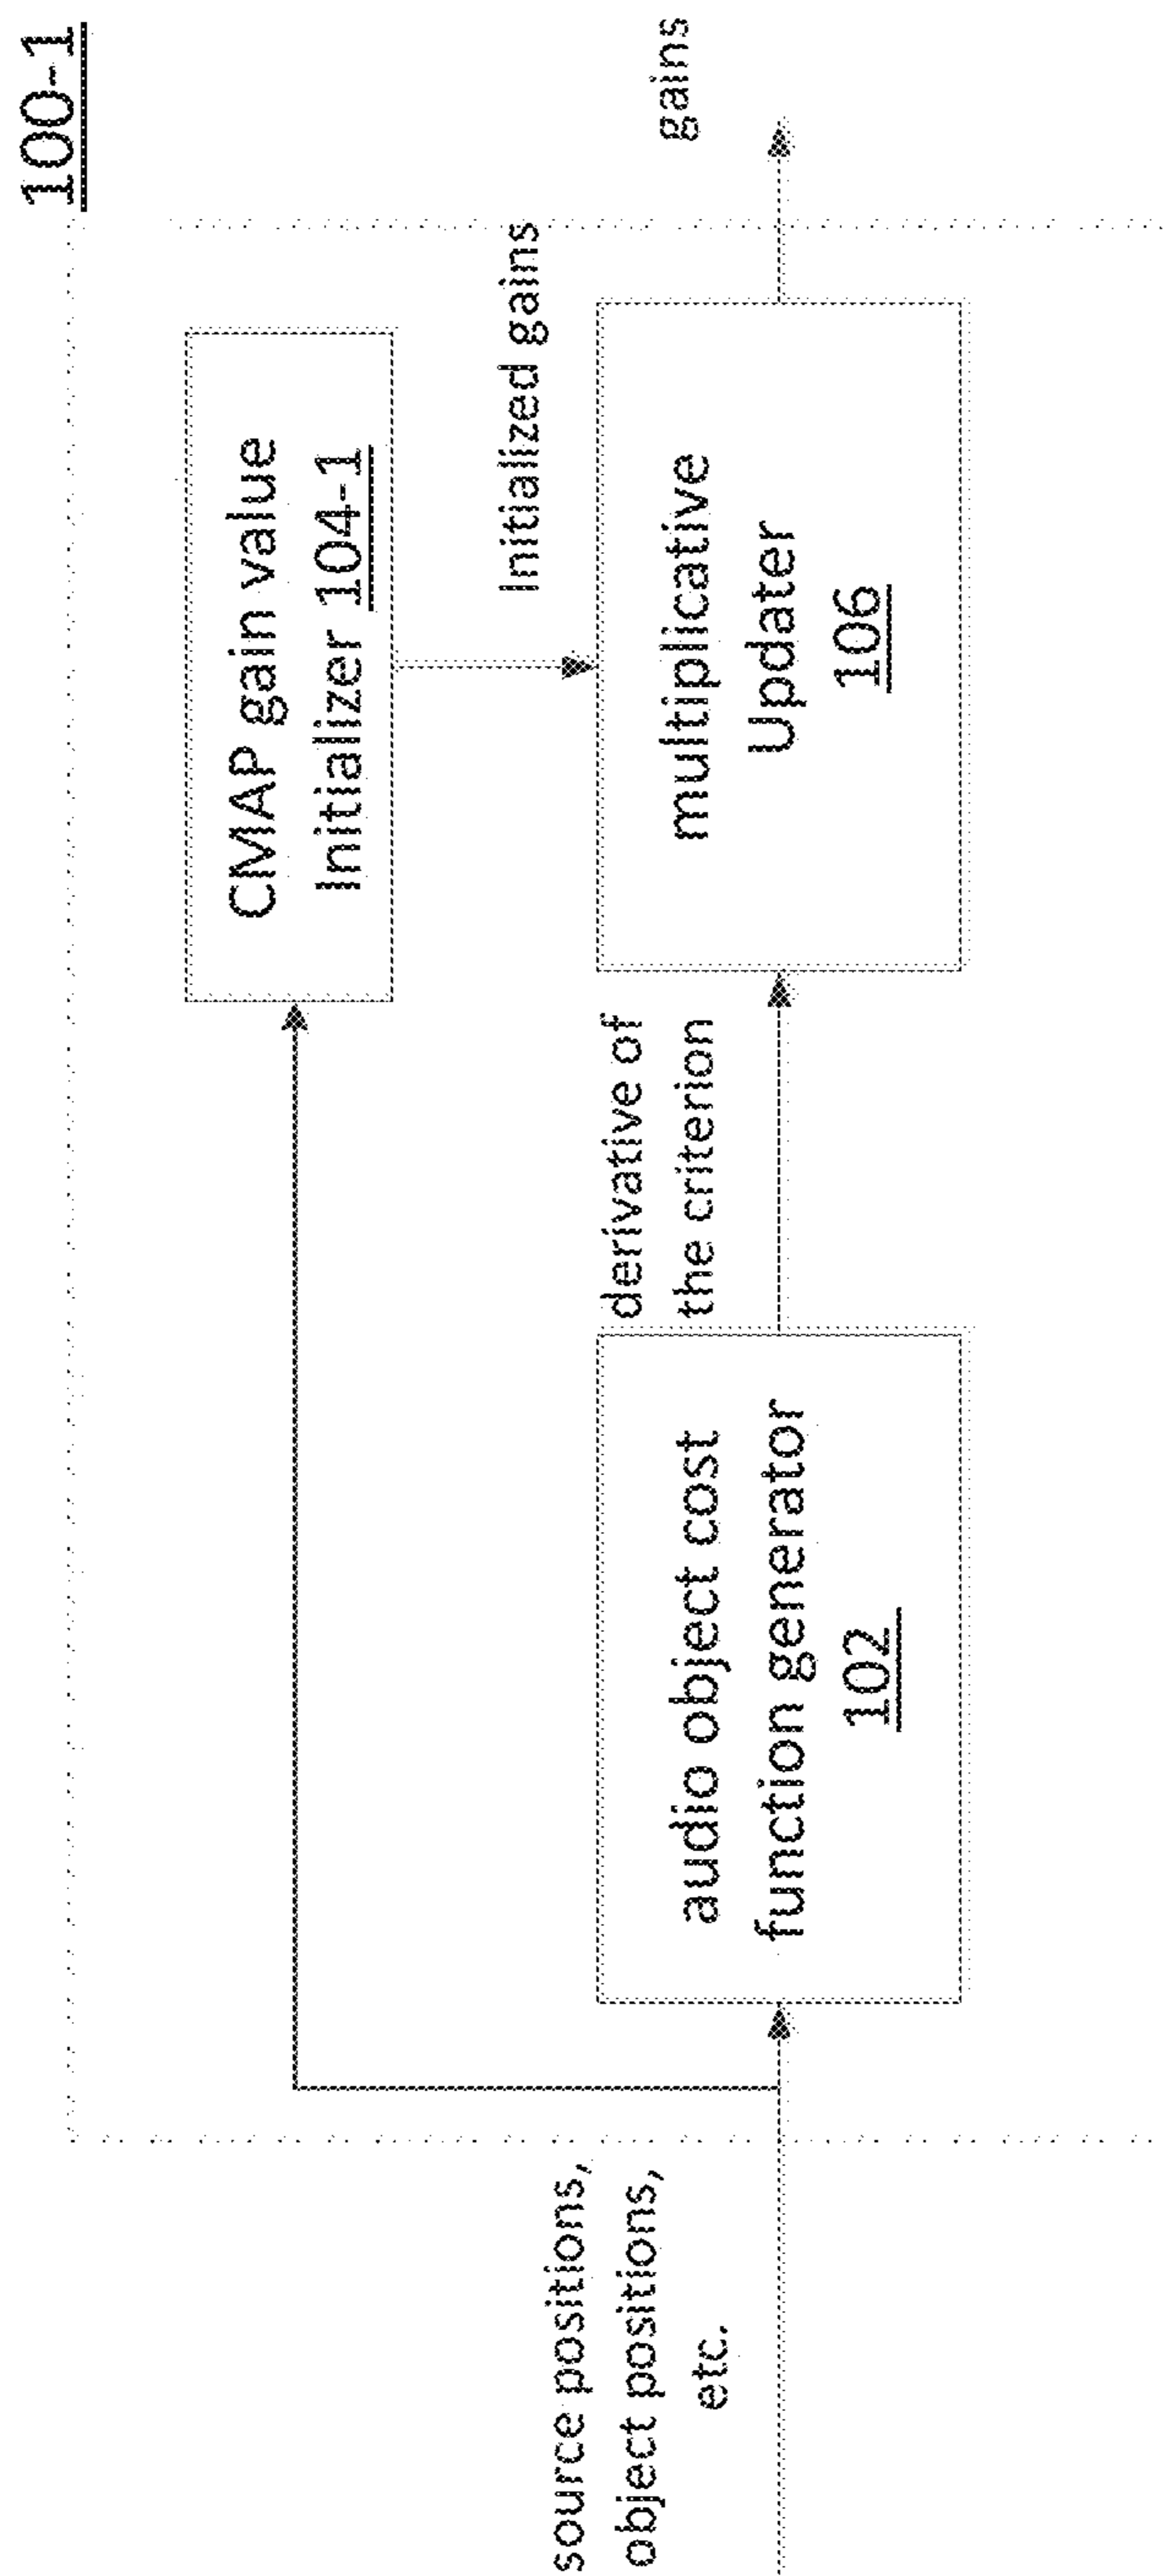 100-1
CMAP gain value
Initializer 104-1
Initialized gains
gains
source positions,
object positions,
etc.
audio object cost
function generator
102
derivative of
the criterion
multiplicative
Updater
106